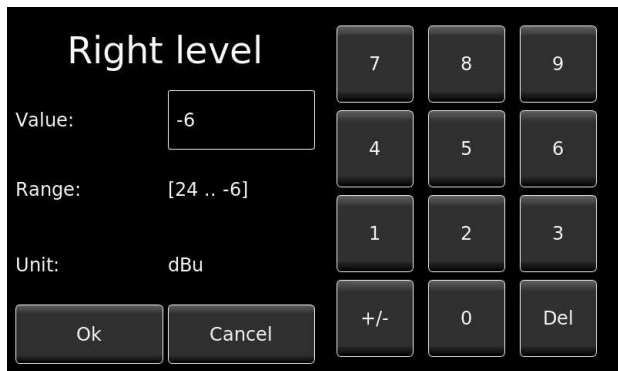 Right level
Value: -6
Range: [24 .. -6]
Unit: dBu
Ok Cancel
7 8 9
4 5 6
1 2 3
+/- 0 Del